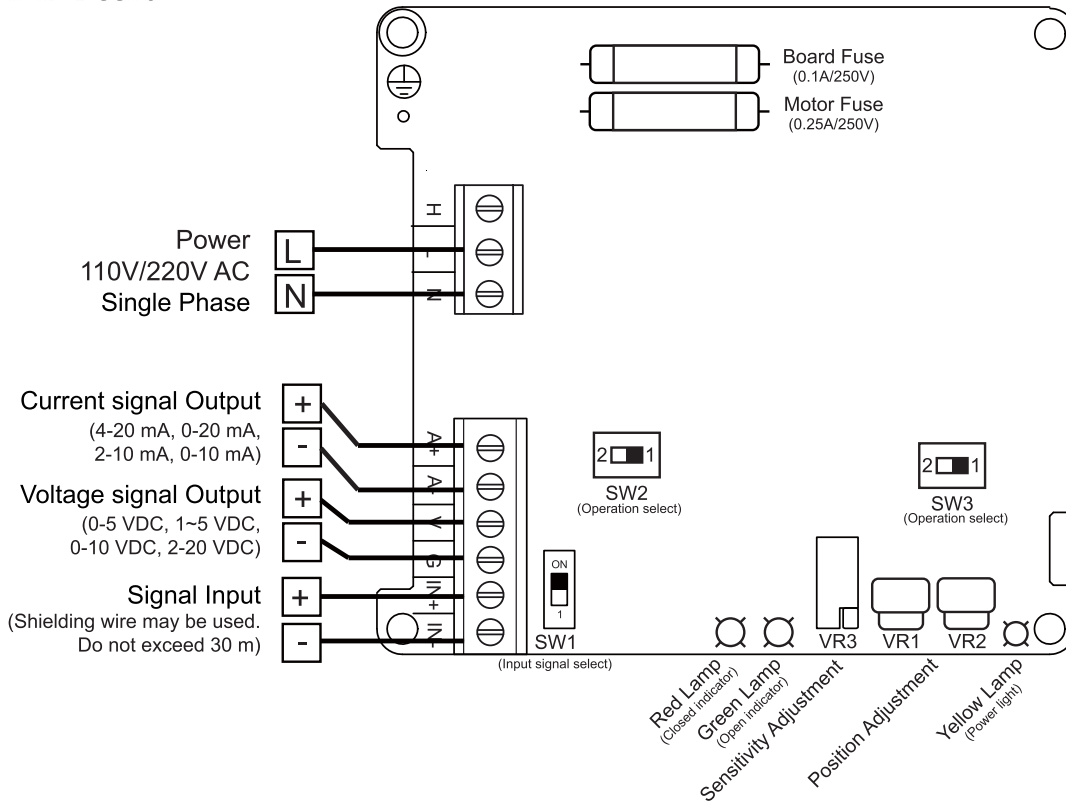 Board Fuse
(0.1A/250V)
Motor Fuse
(0.25A/250V)
H
L
N
Power
110V/220V AC
Single Phase
L
N
Current signal Output
(4-20 mA, 0-20 mA,
2-10 mA, 0-10 mA)
+
-
Voltage signal Output
(0-5 VDC, 1~5 VDC,
0-10 VDC, 2-20 VDC)
+
-
Signal Input
(Shielding wire may be used.
Do not exceed 30 m)
+
-
A+
A-
V
G
IN+
IN-
ON
1
SW1
(Input signal select)
2 1
SW2
(Operation select)
2 1
SW3
(Operation select)
VR3
VR1
VR2
Red Lamp
(Closed indicator)
Green Lamp
(Open indicator)
Sensitivity Adjustment
Position Adjustment
Yellow Lamp
(Power light)